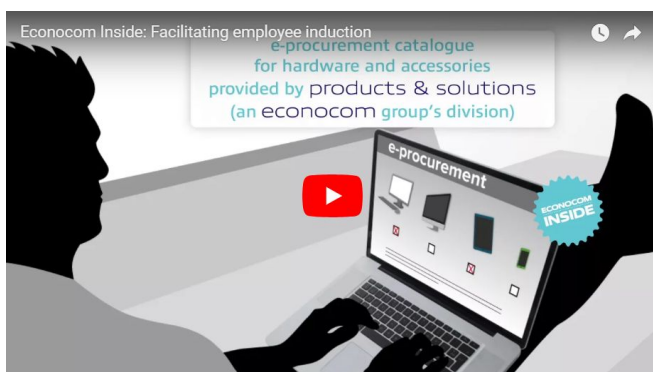 Econocom Inside: Facilitating employee induction
e-procurement catalogue
for hardware and accessories
provided by products & solutions
(an econocom group's division)
e-procurement
ECONOCOM
INSIDE